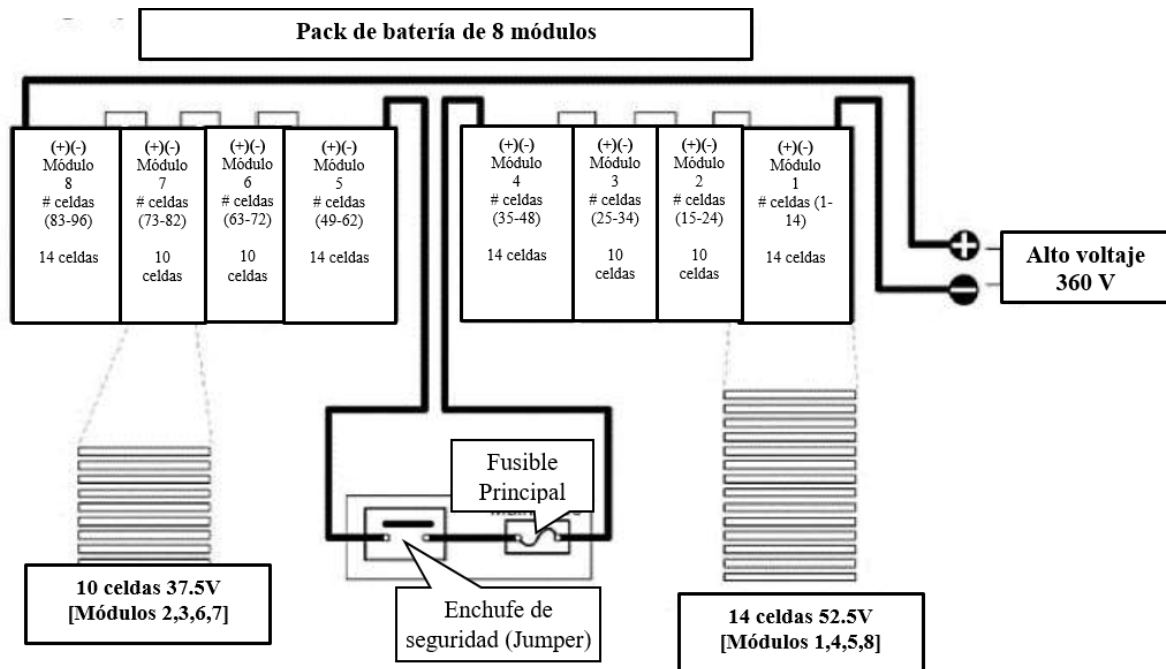 Pack de batería de 8 módulos
(+)(-)
Módulo
8
# celdas
(83-96)
14 celdas
(+)(-)
Módulo
7
# celdas
(73-82)
10
celdas
(+)(-)
Módulo
6
# celdas
(63-72)
10
celdas
(+)(-)
Módulo
5
# celdas
(49-62)
14 celdas
(+)(-)
Módulo
4
# celdas
(35-48)
14 celdas
(+)(-)
Módulo
3
# celdas
(25-34)
10
celdas
(+)(-)
Módulo
2
# celdas
(15-24)
10
celdas
(+)(-)
Módulo
1
# celdas (1-
14)
14 celdas
+
−
Alto voltaje
360 V
Fusible
Principal
Enchufe de
seguridad (Jumper)
10 celdas 37.5V
[Módulos 2,3,6,7]
14 celdas 52.5V
[Módulos 1,4,5,8]